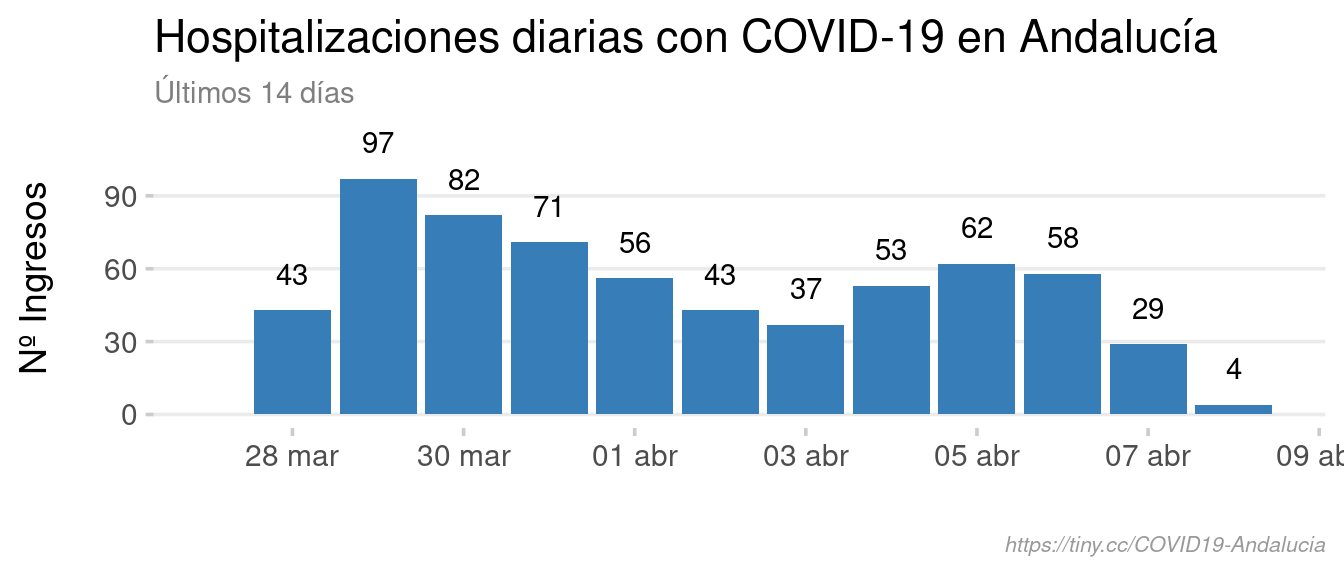 Hospitalizaciones diarias con COVID-19 en Andalucía
Últimos 14 días
Nº Ingresos
90
60
30
0
43
97
82
71
56
43
37
53
62
58
29
4
28 mar
30 mar
01 abr
03 abr
05 abr
07 abr
09 ab
https://tiny.cc/COVID19-Andalucia